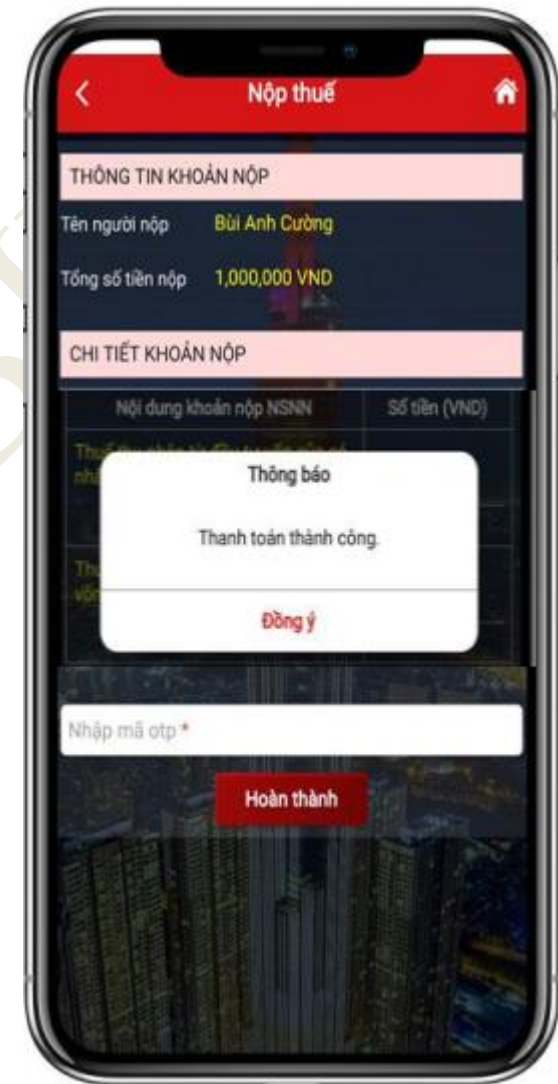 Nộp thuế
THÔNG TIN KHOẢN NỘP
Tên người nộp Bùi Anh Cường
Tổng số tiền nộp 1,000,000 VND
CHI TIẾT KHOẢN NỘP
Nội dung khoản nộp NSNN Số tiền (VND)
Thông báo
Thanh toán thành công.
Đồng ý
Nhập mã otp *
Hoàn thành